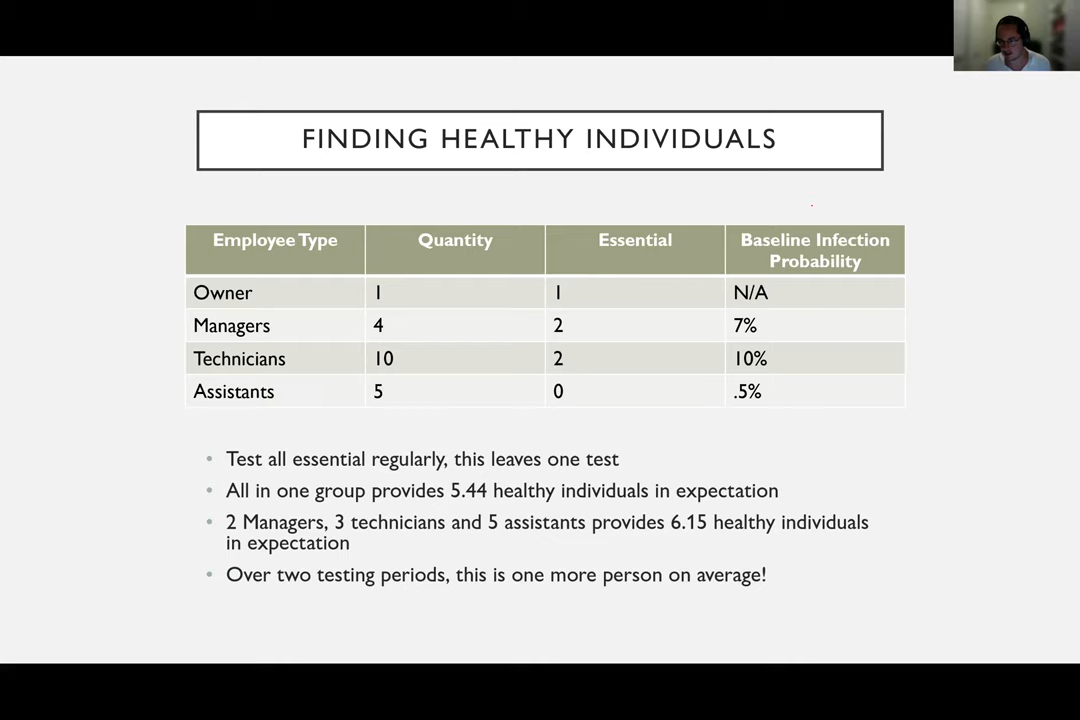 FINDING HEALTHY INDIVIDUALS
Employee Type Quantity Essential Baseline Infection
Probability
Owner 1 1 N/A
Managers 4 2 7%
Technicians 10 2 10%
Assistants 5 0 .5%
• Test all essential regularly, this leaves one test
• All in one group provides 5.44 healthy individuals in expectation
• 2 Managers, 3 technicians and 5 assistants provides 6.15 healthy individuals
in expectation
• Over two testing periods, this is one more person on average!